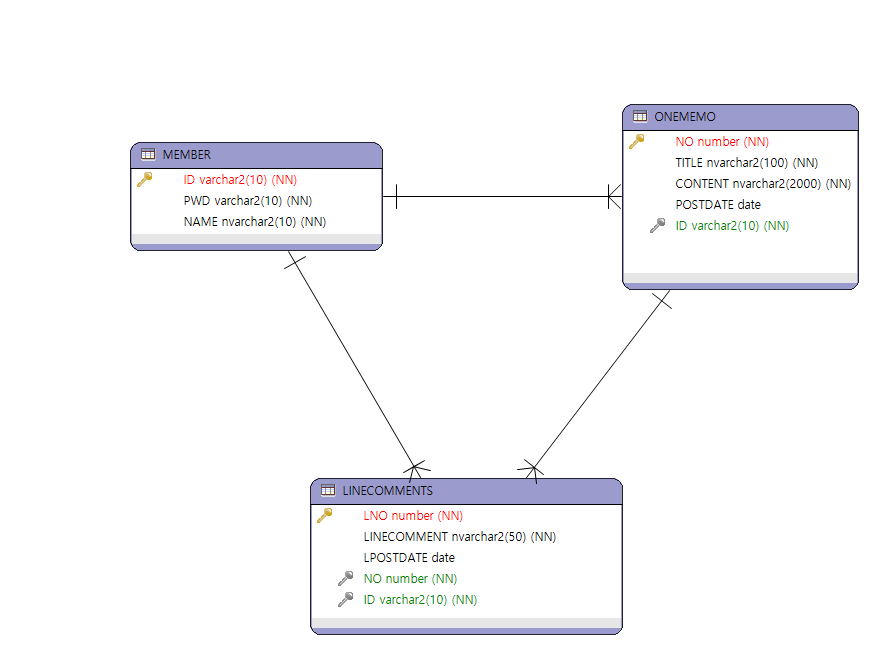 MEMBER
ID varchar2(10) (NN)
PWD varchar2(10) (NN)
NAME nvarchar2(10) (NN)
ONEMEMO
NO number (NN)
TITLE nvarchar2(100) (NN)
CONTENT nvarchar2(2000) (NN)
POSTDATE date
ID varchar2(10) (NN)
LINECOMMENTS
LNO number (NN)
LINECOMMENT nvarchar2(50) (NN)
LPOSTDATE date
NO number (NN)
ID varchar2(10) (NN)